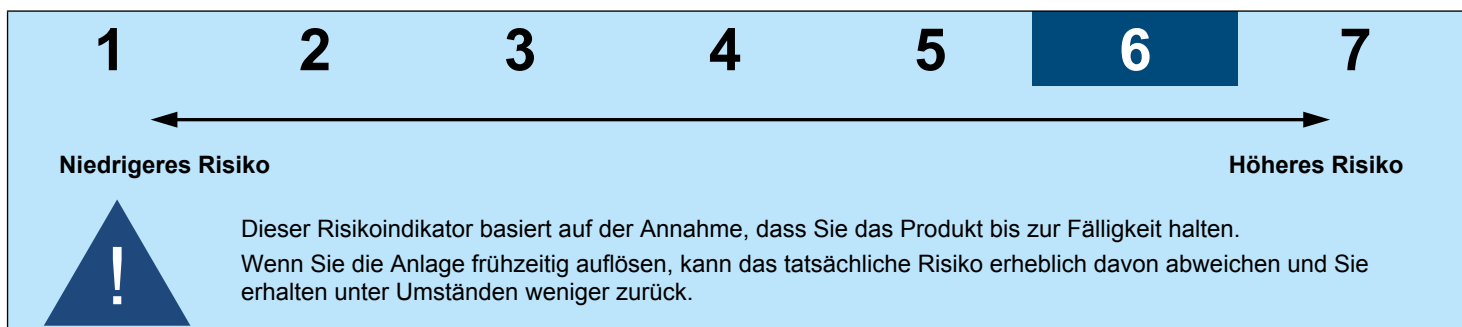 1 2 3 4 5 6 7
Niedrigeres Risiko Höheres Risiko
!
Dieser Risikoindikator basiert auf der Annahme, dass Sie das Produkt bis zur Fälligkeit halten.
Wenn Sie die Anlage frühzeitig auflösen, kann das tatsächliche Risiko erheblich davon abweichen und Sie
erhalten unter Umständen weniger zurück.